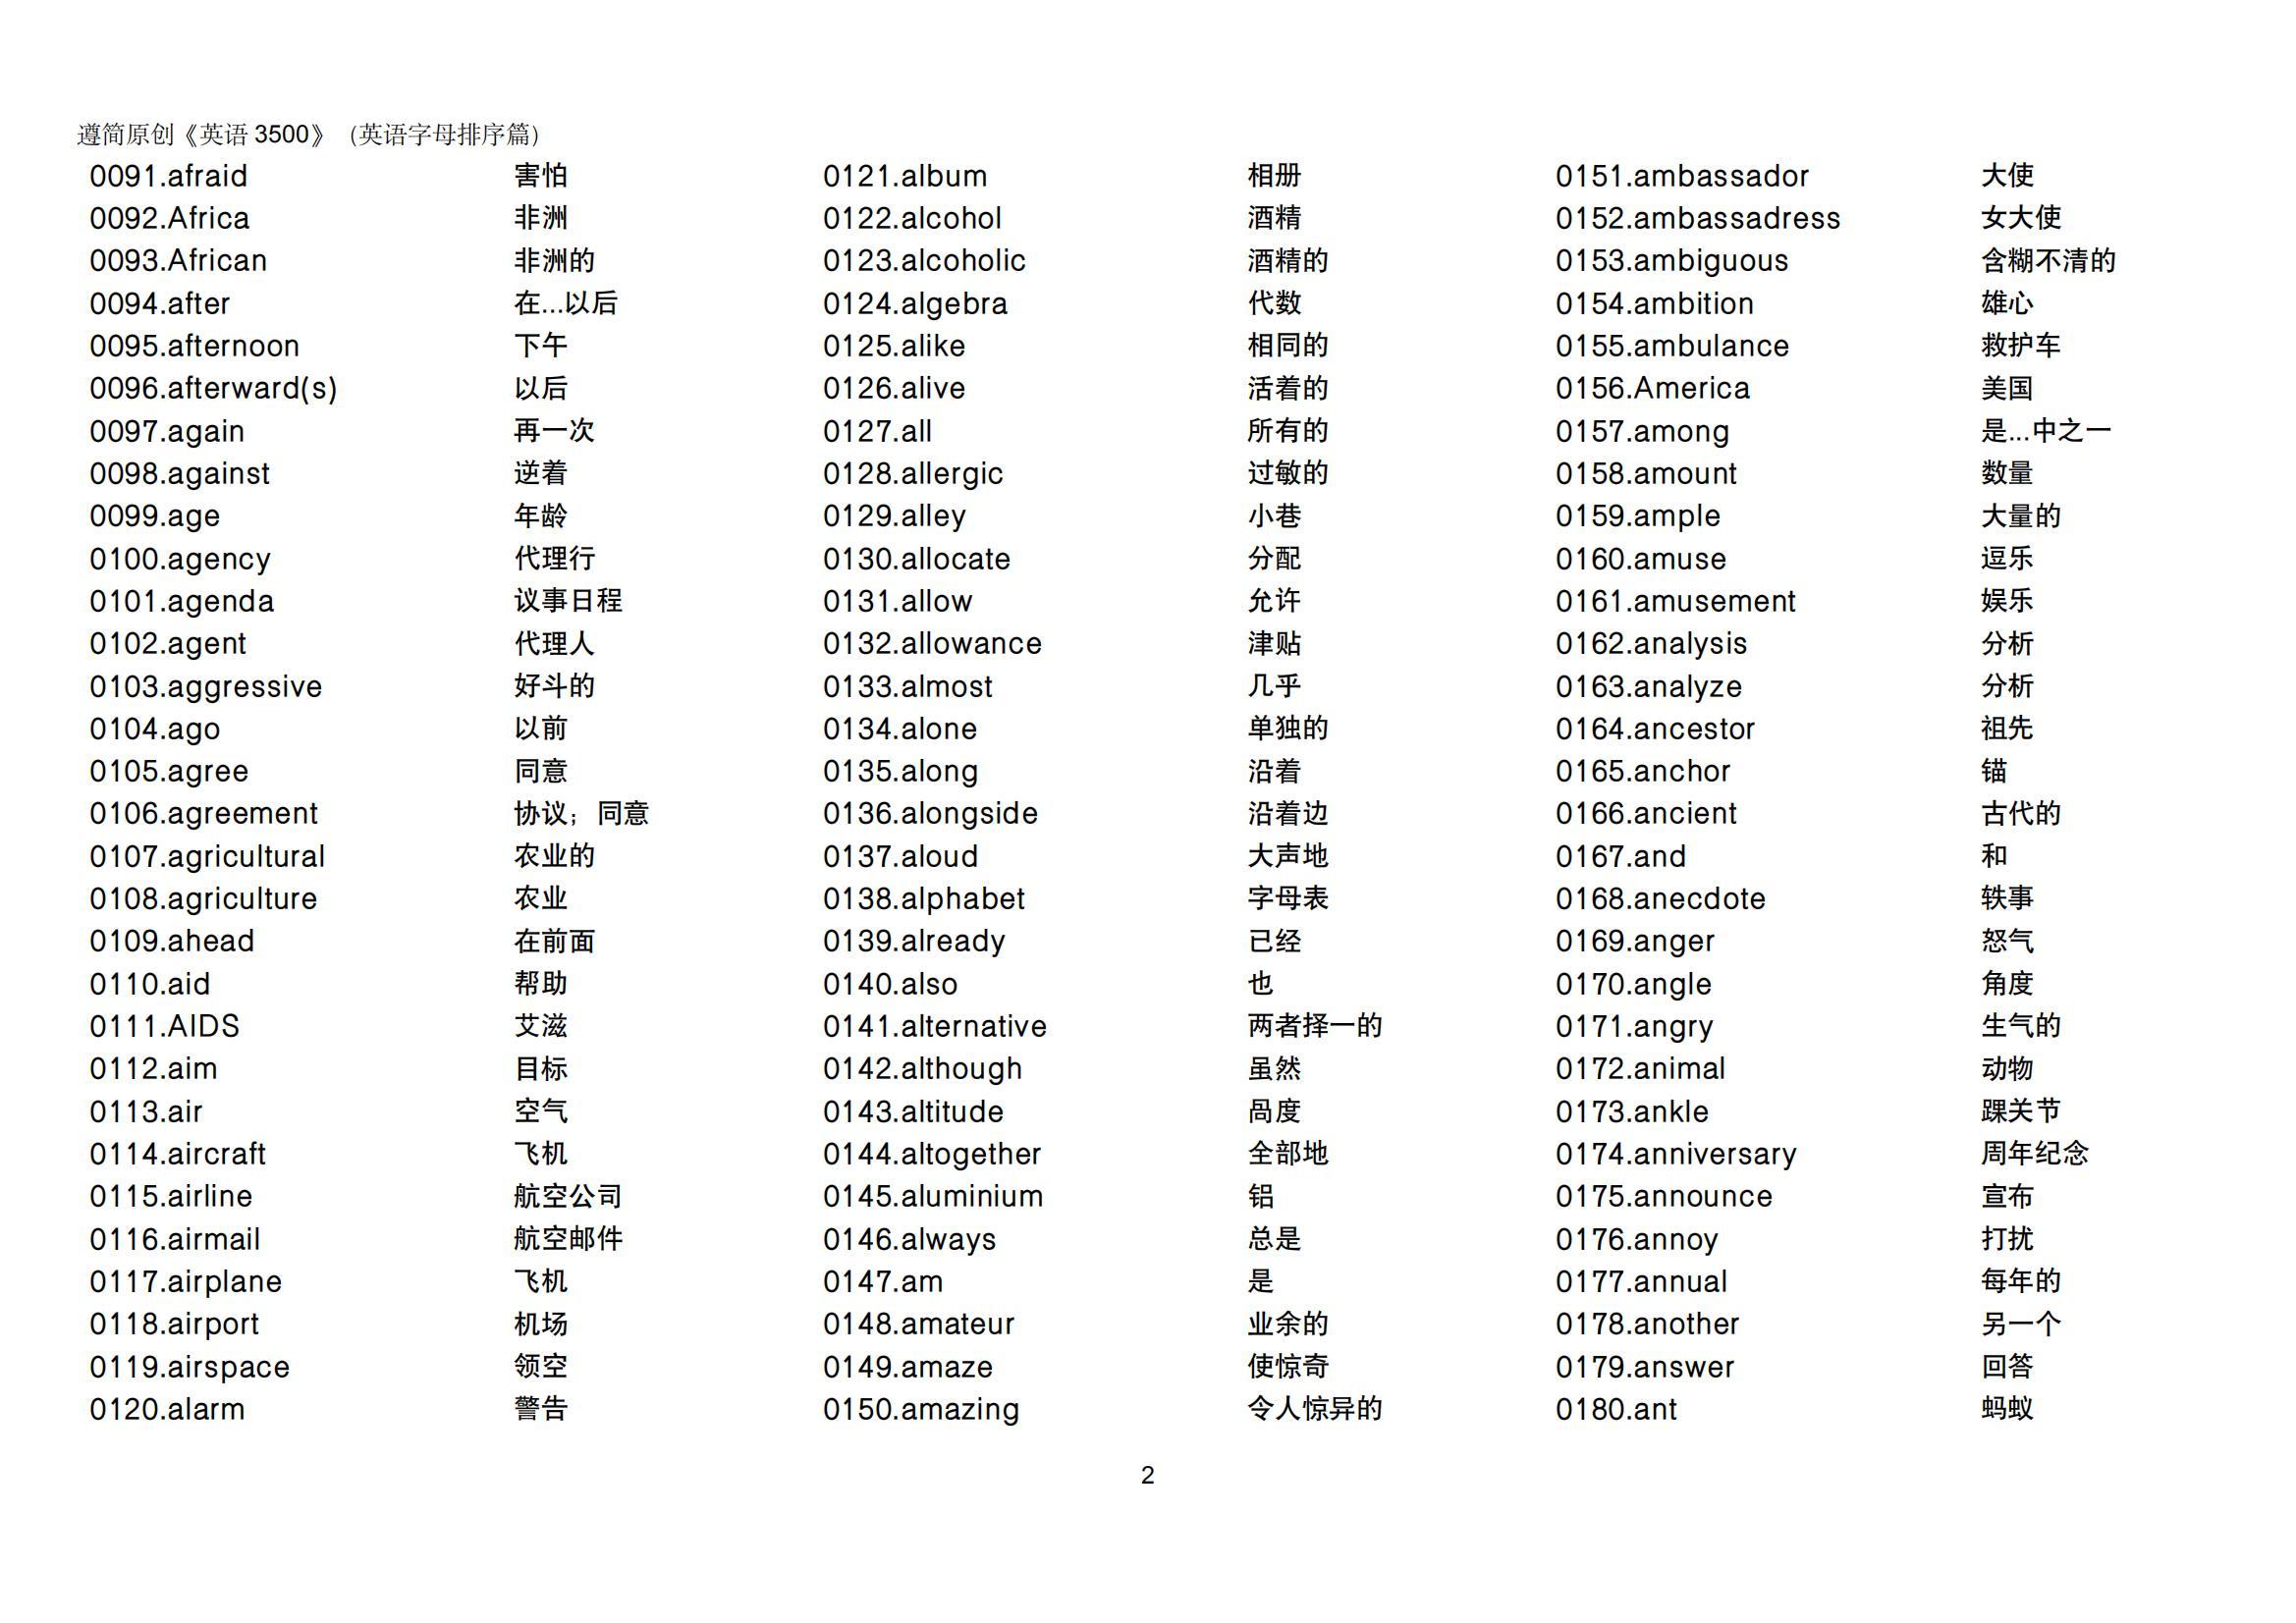 遵简原创《英语 3500》（英语字母排序篇）
0091.afraid 害怕
0092.Africa 非洲
0093.African 非洲的
0094.after 在...以后
0095.afternoon 下午
0096.afterward(s) 以后
0097.again 再一次
0098.against 逆着
0099.age 年龄
0100.agency 代理行
0101.agenda 议事日程
0102.agent 代理人
0103.aggressive 好斗的
0104.ago 以前
0105.agree 同意
0106.agreement 协议；同意
0107.agricultural 农业的
0108.agriculture 农业
0109.ahead 在前面
0110.aid 帮助
0111.AIDS 艾滋
0112.aim 目标
0113.air 空气
0114.aircraft 飞机
0115.airline 航空公司
0116.airmail 航空邮件
0117.airplane 飞机
0118.airport 机场
0119.airspace 领空
0120.alarm 警告
0121.album 相册
0122.alcohol 酒精
0123.alcoholic 酒精的
0124.algebra 代数
0125.alike 相同的
0126.alive 活着的
0127.all 所有的
0128.allergic 过敏的
0129.alley 小巷
0130.allocate 分配
0131.allow 允许
0132.allowance 津贴
0133.almost 几乎
0134.alone 单独的
0135.along 沿着
0136.alongside 沿着边
0137.aloud 大声地
0138.alphabet 字母表
0139.already 已经
0140.also 也
0141.alternative 两者择一的
0142.although 虽然
0143.altitude 高度
0144.altogether 全部地
0145.aluminium 铝
0146.always 总是
0147.am 是
0148.amateur 业余的
0149.amaze 使惊奇
0150.amazing 令人惊异的
0151.ambassador 大使
0152.ambassadress 女大使
0153.ambiguous 含糊不清的
0154.ambition 雄心
0155.ambulance 救护车
0156.America 美国
0157.among 是...中之一
0158.amount 数量
0159.ample 大量的
0160.amuse 逗乐
0161.amusement 娱乐
0162.analysis 分析
0163.analyze 分析
0164.ancestor 祖先
0165.anchor 锚
0166.ancient 古代的
0167.and 和
0168.anecdote 轶事
0169.anger 怒气
0170.angle 角度
0171.angry 生气的
0172.animal 动物
0173.ankle 踝关节
0174.anniversary 周年纪念
0175.announce 宣布
0176.annoy 打扰
0177.annual 每年的
0178.another 另一个
0179.answer 回答
0180.ant 蚂蚁
2